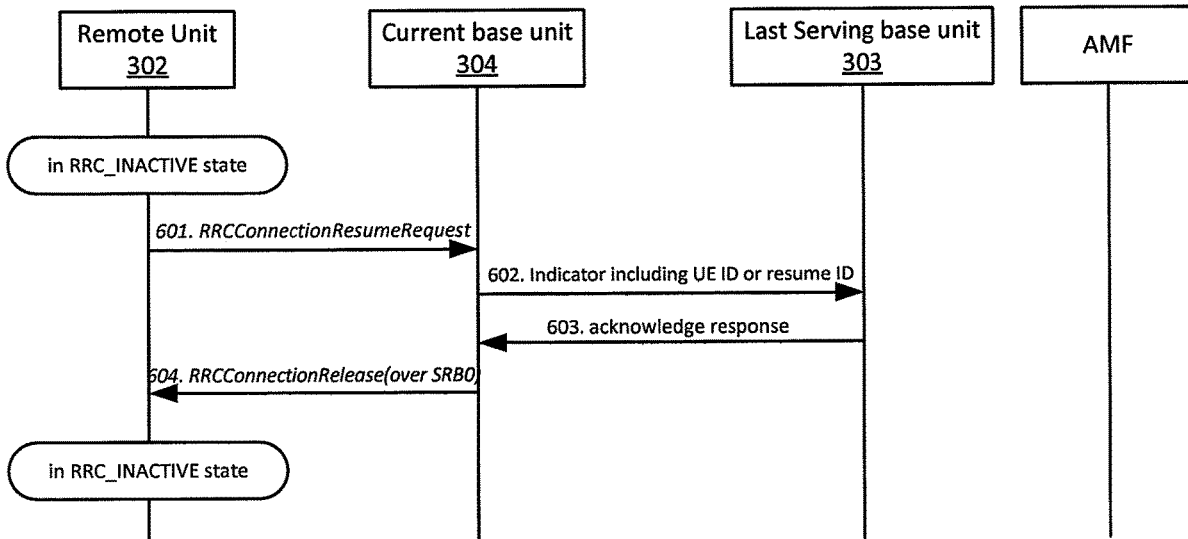 Remote Unit
302
Current base unit
304
Last Serving base unit
303
AMF
in RRC_INACTIVE state
601. RRCConnectionResumeRequest
602. Indicator including UE ID or resume ID
603. acknowledge response
604. RRCConnectionRelease(over SRB0)
in RRC_INACTIVE state